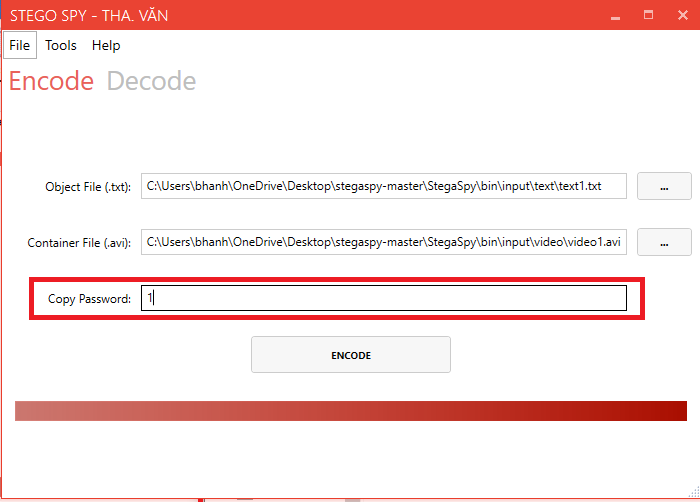 STEGO SPY - THA. VĂN
File Tools Help
Encode Decode
Object File (.txt): C:\Users\bhanh\OneDrive\Desktop\stegaspy-master\StegaSpy\bin\input\text\text1.txt ...
Container File (.avi): C:\Users\bhanh\OneDrive\Desktop\stegaspy-master\StegaSpy\bin\input\video\video1.avi ...
Copy Password: 1
ENCODE